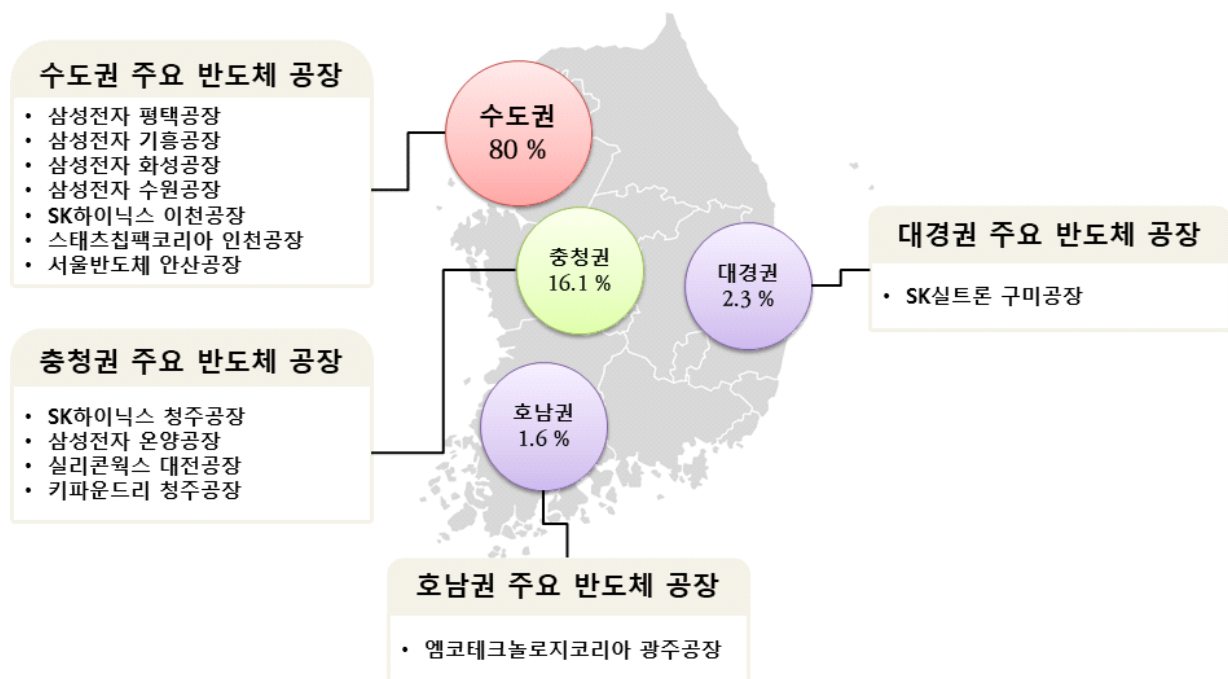 수도권 주요 반도체 공장
• 삼성전자 평택공장
• 삼성전자 기흥공장
• 삼성전자 화성공장
• 삼성전자 수원공장
• SK하이닉스 이천공장
• 스태츠칩팩코리아 인천공장
• 서울반도체 안산공장
수도권
80 %
충청권
16.1 %
대경권
2.3 %
대경권 주요 반도체 공장
• SK실트론 구미공장
충청권 주요 반도체 공장
• SK하이닉스 청주공장
• 삼성전자 온양공장
• 실리콘웍스 대전공장
• 키파운드리 청주공장
호남권
1.6 %
호남권 주요 반도체 공장
• 엠코테크놀로지코리아 광주공장